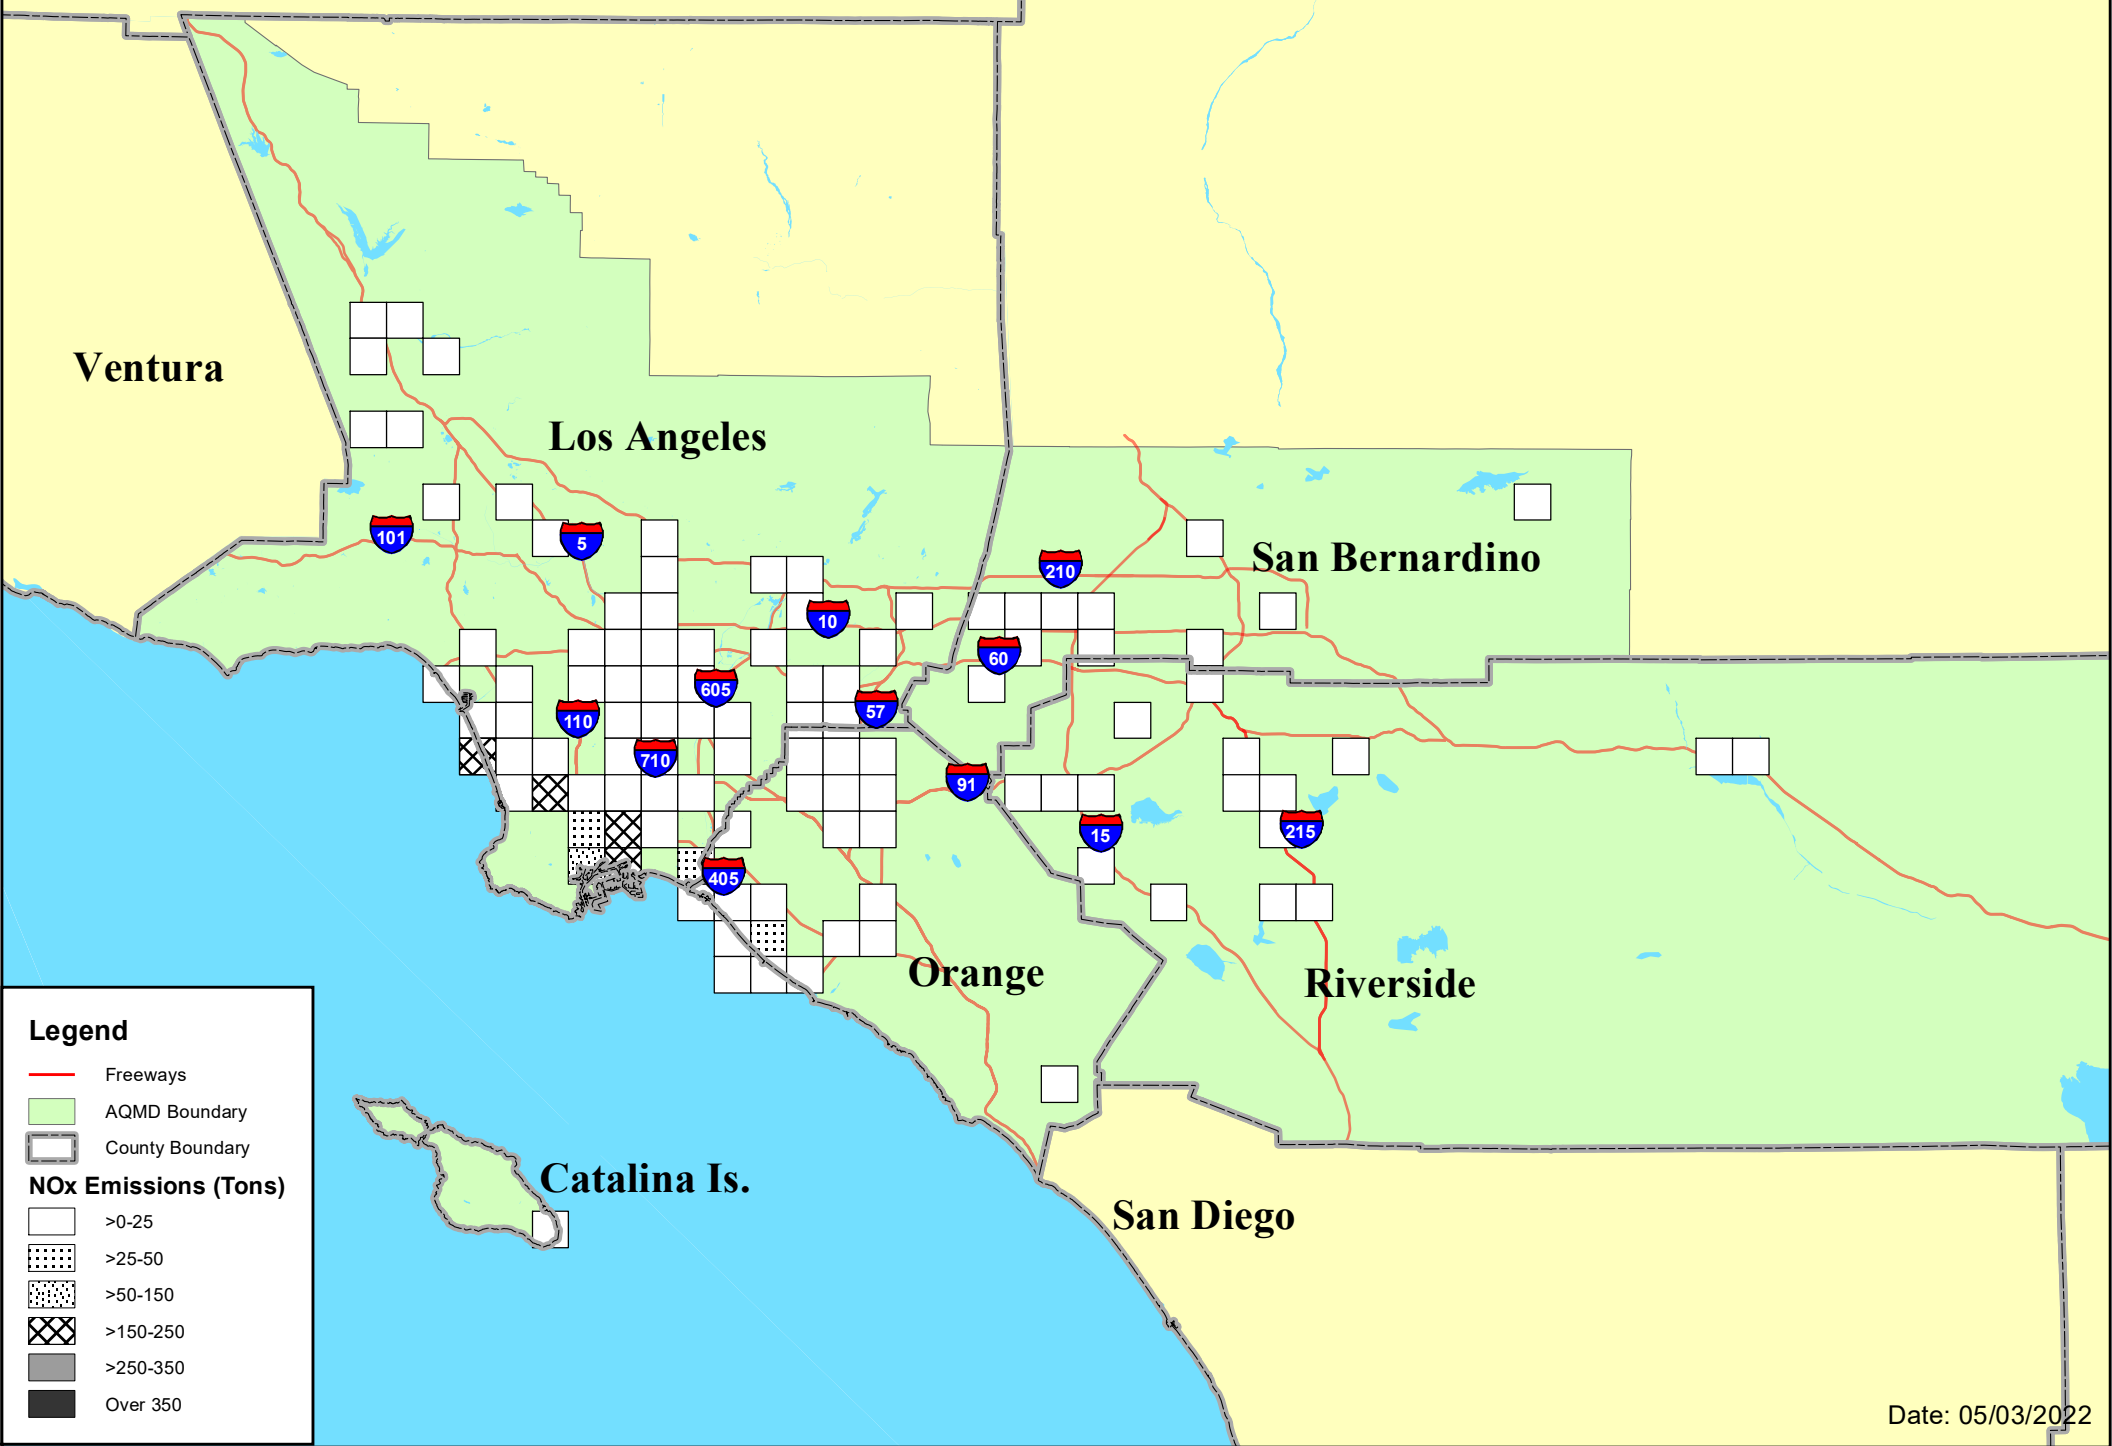 Ventura
Los Angeles
101
5
210
San Bernardino
10
60
605
57
110
710
91
15
215
405
Orange
Riverside
Catalina Is.
San Diego
Legend
Freeways
AQMD Boundary
County Boundary
NOx Emissions (Tons)
>0-25
>25-50
>50-150
>150-250
>250-350
Over 350
Date: 05/03/2022